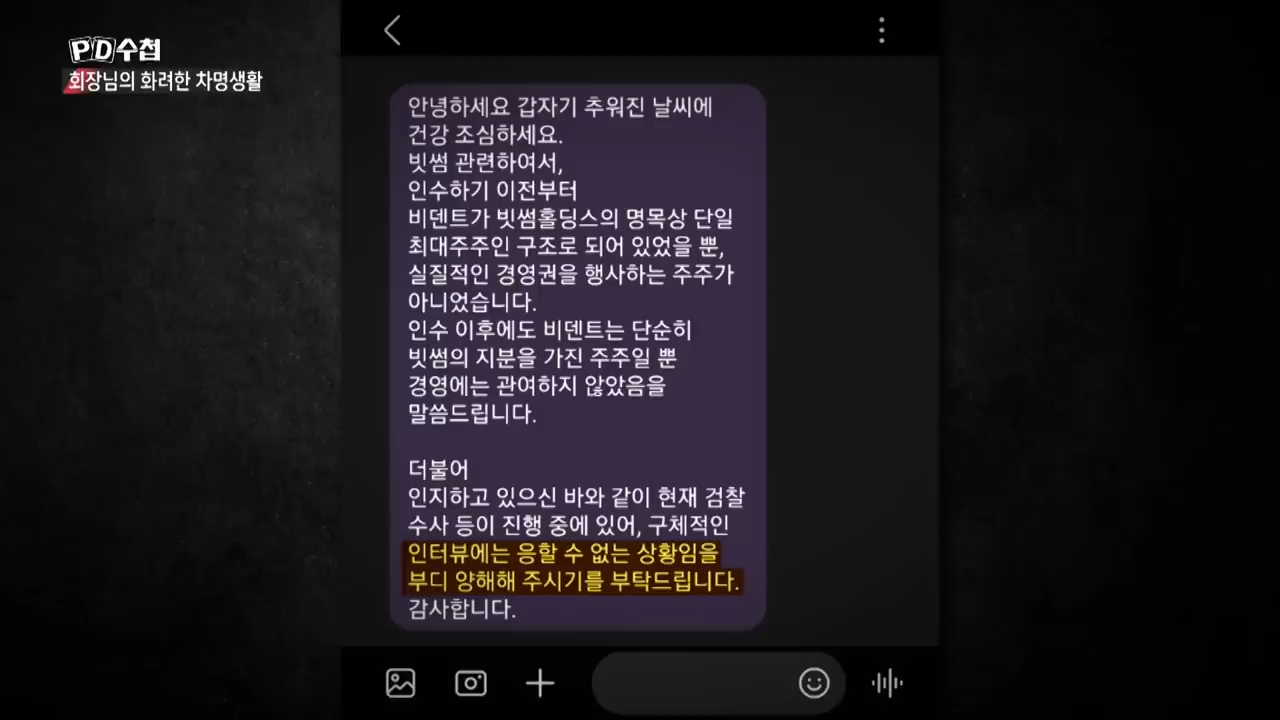 PD수첩
회장님의 화려한 차명생활
안녕하세요 갑자기 추워진 날씨에
건강 조심하세요.
빗썸 관련하여서,
인수하기 이전부터
비덴트가 빗썸홀딩스의 명목상 단일
최대주주인 구조로 되어 있었을 뿐,
실질적인 경영권을 행사하는 주주가
아니었습니다.
인수 이후에도 비덴트는 단순히
빗썸의 지분을 가진 주주일 뿐
경영에는 관여하지 않았음을
말씀드립니다.
더불어
인지하고 있으신 바와 같이 현재 검찰
수사 등이 진행 중에 있어, 구체적인
인터뷰에는 응할 수 없는 상황임을
부디 양해해 주시기를 부탁드립니다.
감사합니다.